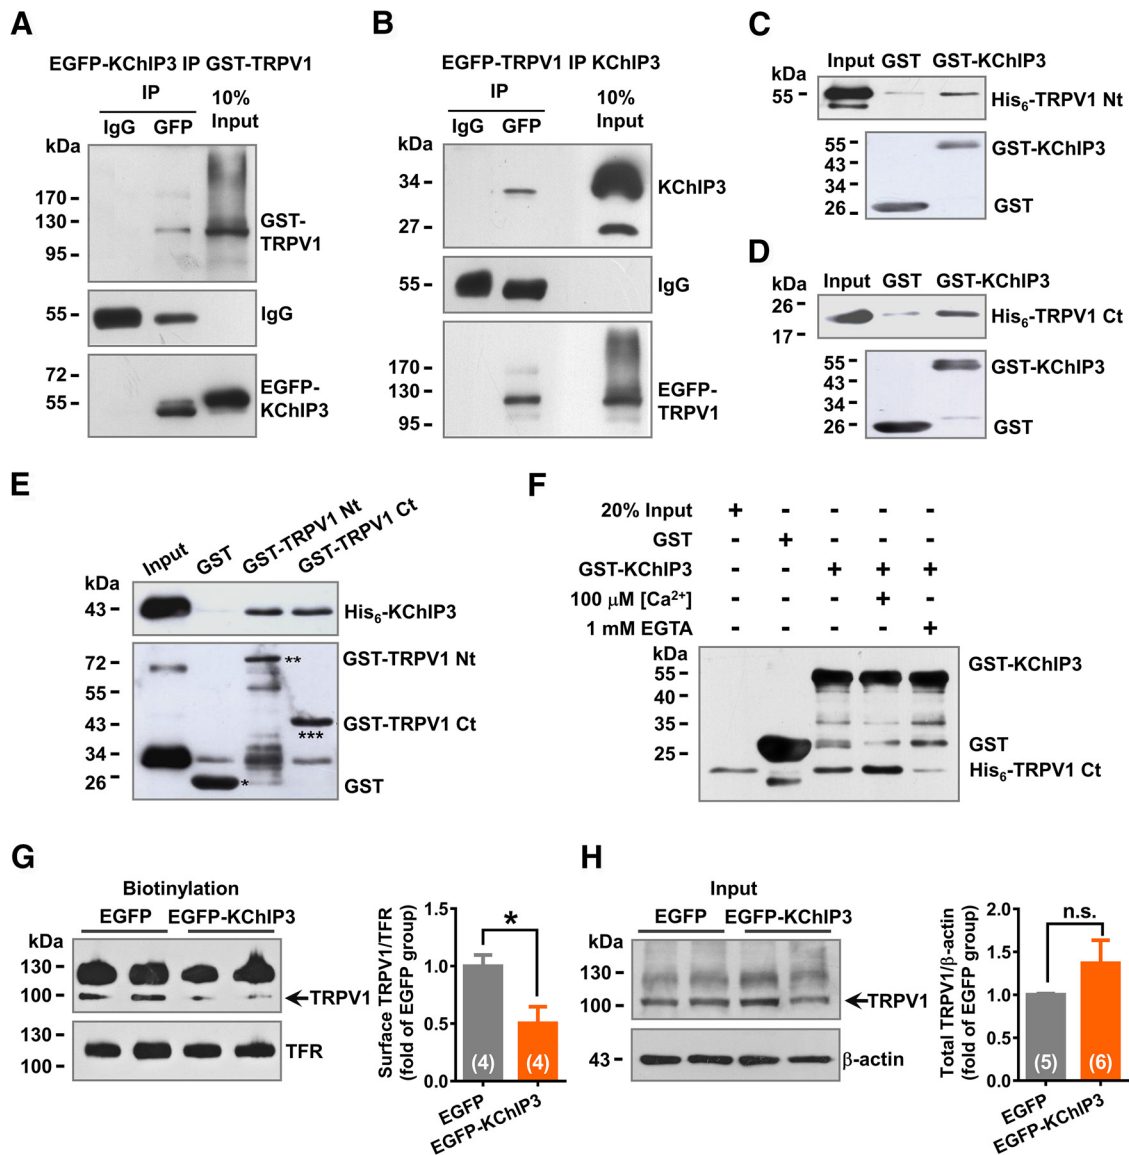 A
EGFP-KChIP3 IP GST-TRPV1
IP
10%
Input
IgG GFP
kDa
170
130
95
GST-
TRPV1
55
IgG
72
55
EGFP-
KChIP3
B
EGFP-TRPV1 IP KChIP3
IP
10%
Input
IgG GFP
kDa
34
27
KChIP3
55
IgG
170
130
95
EGFP-
TRPV1
C
Input GST GST-KChIP3
kDa
55
His6-TRPV1 Nt
55
43
34
26
GST-KChIP3
GST
D
Input GST GST-KChIP3
kDa
26
17
His6-TRPV1 Ct
55
43
34
26
GST-KChIP3
GST
E
Input GST GST-TRPV1 Nt GST-TRPV1 Ct
kDa
43
His6-KChIP3
72
55
43
34
26
**
***
*
GST-TRPV1 Nt
GST-TRPV1 Ct
GST
F
20% Input + - - - -
GST - + - - -
GST-KChIP3 - - + + +
100 μM [Ca2+] - - - + -
1 mM EGTA - - - - +
kDa
55
40
35
25
GST-KChIP3
GST
His6-TRPV1 Ct
G
Biotinylation
EGFP EGFP-KChIP3
kDa
130
100
TRPV1
130
100
TFR
Surface TRPV1/TFR
(fold of EGFP group)
1.5
1.0
0.5
0.0
*
(4) (4)
EGFP
EGFP-KChIP3
H
Input
EGFP EGFP-KChIP3
kDa
130
100
TRPV1
43
β-actin
Total TRPV1/β-actin
(fold of EGFP group)
2.0
1.5
1.0
0.5
0.0
n.s.
(5) (6)
EGFP
EGFP-KChIP3